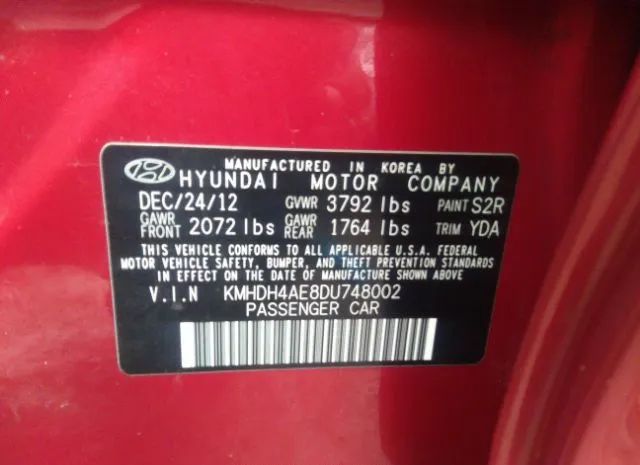 MANUFACTURED IN KOREA BY
HYUNDAI MOTOR COMPANY
DEC/24/12 GVWR 3792 lbs PAINT S2R
GAWR FRONT 2072 lbs GAWR REAR 1764 lbs TRIM YDA
THIS VEHICLE CONFORMS TO ALL APPLICABLE U.S.A. FEDERAL
MOTOR VEHICLE SAFETY, BUMPER, AND THEFT PREVENTION STANDARDS
IN EFFECT ON THE DATE OF MANUFACTURE SHOWN ABOVE.
V.I.N KMHDH4AE8DU748002
PASSENGER CAR